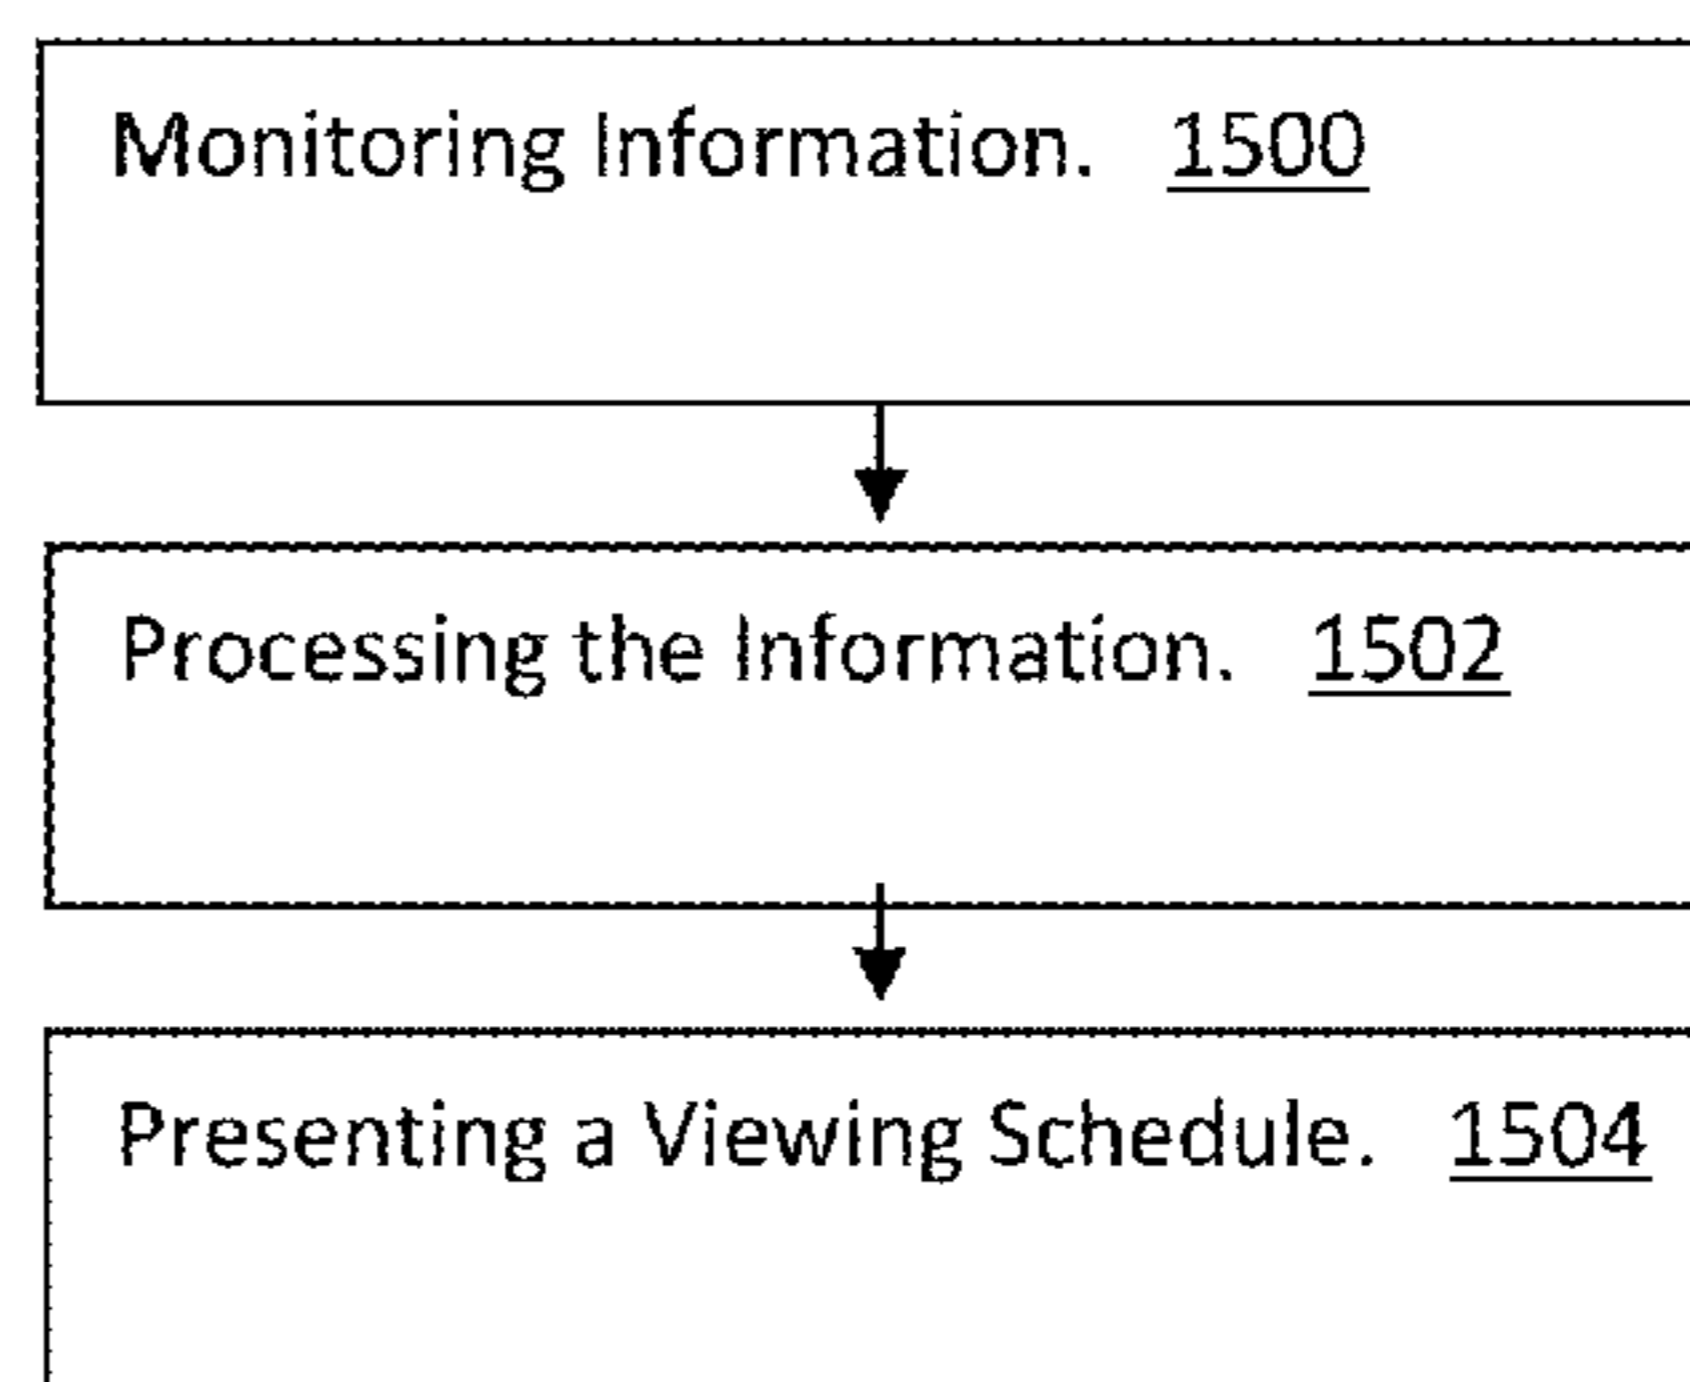 Monitoring Information. 1500
Processing the Information. 1502
Presenting a Viewing Schedule. 1504